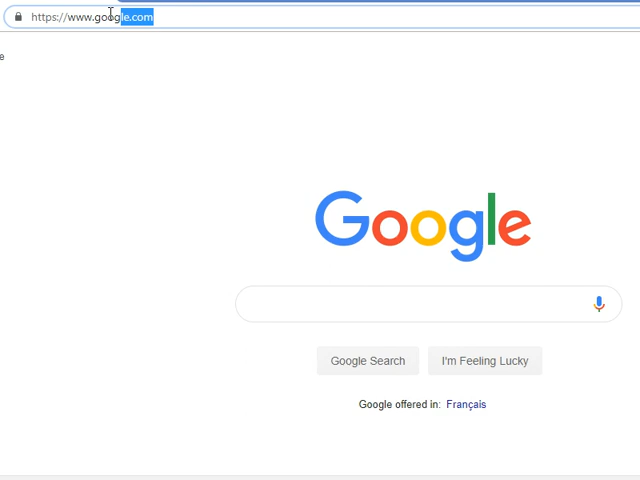 https://www.google.com
e
Google
Google Search
I'm Feeling Lucky
Google offered in: Français